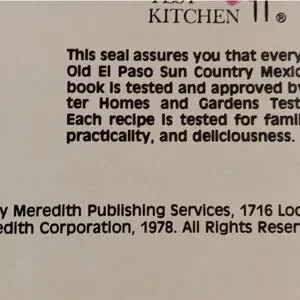 TEST
KITCHEN ®
This seal assures you that every
Old El Paso Sun Country Mexic
book is tested and approved by
ter Homes and Gardens Test
Each recipe is tested for famil
practicality, and deliciousness.
y Meredith Publishing Services, 1716 Loc
edith Corporation, 1978. All Rights Reser